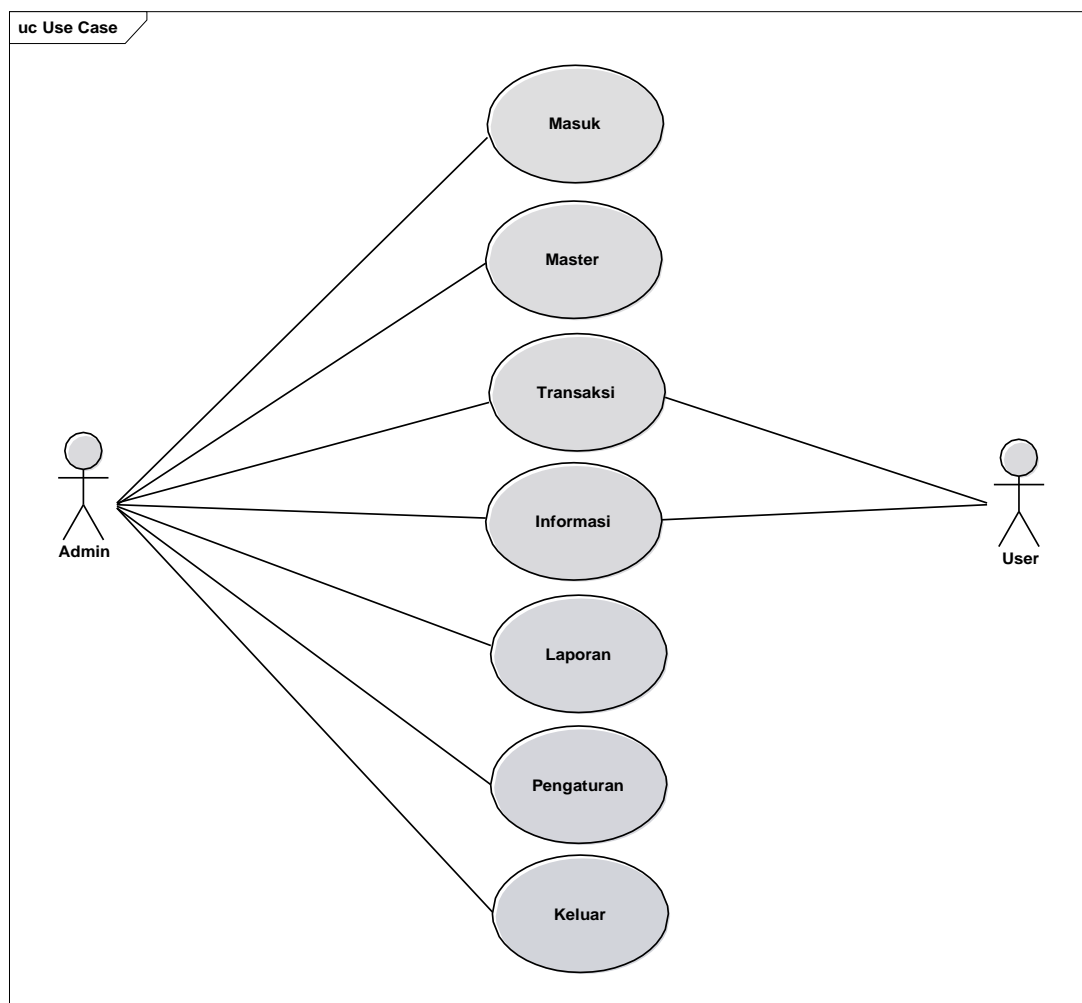 uc Use Case
Masuk
Master
Transaksi
Informasi
Admin
User
Laporan
Pengaturan
Keluar